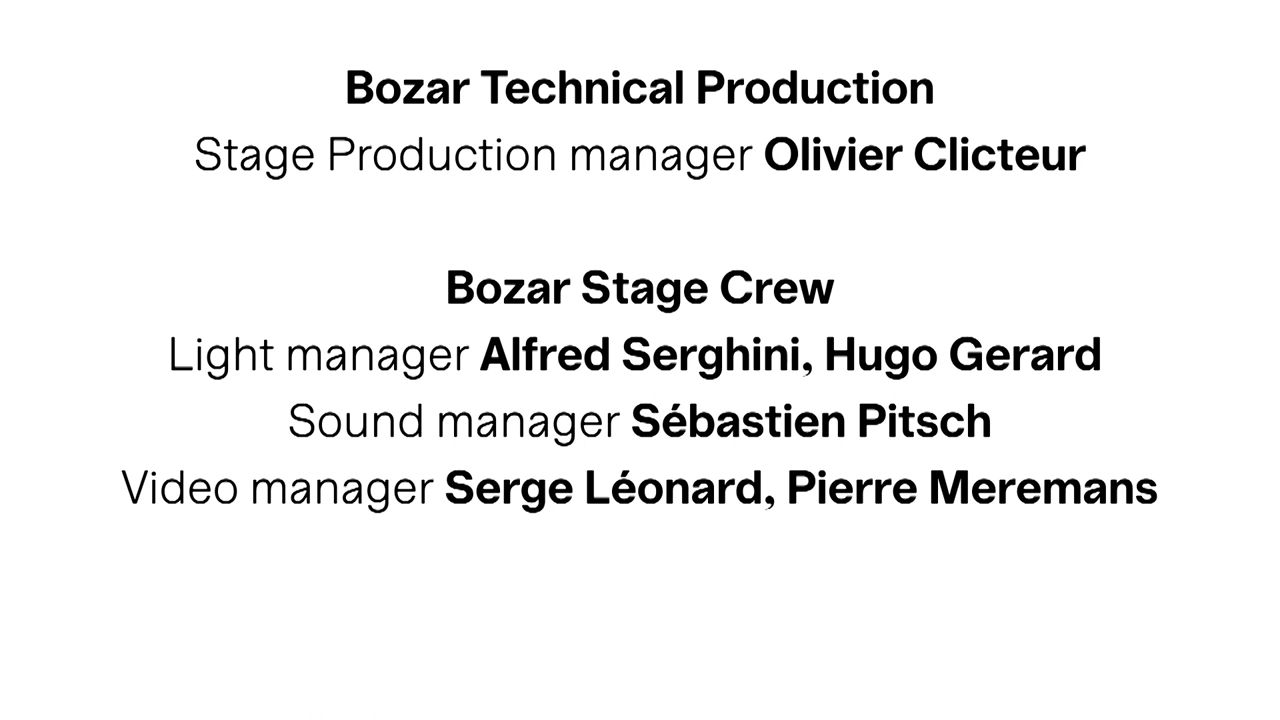 Bozar Technical Production
Stage Production manager Olivier Clicteur
Bozar Stage Crew
Light manager Alfred Serghini, Hugo Gerard
Sound manager Sébastien Pitsch
Video manager Serge Léonard, Pierre Meremans